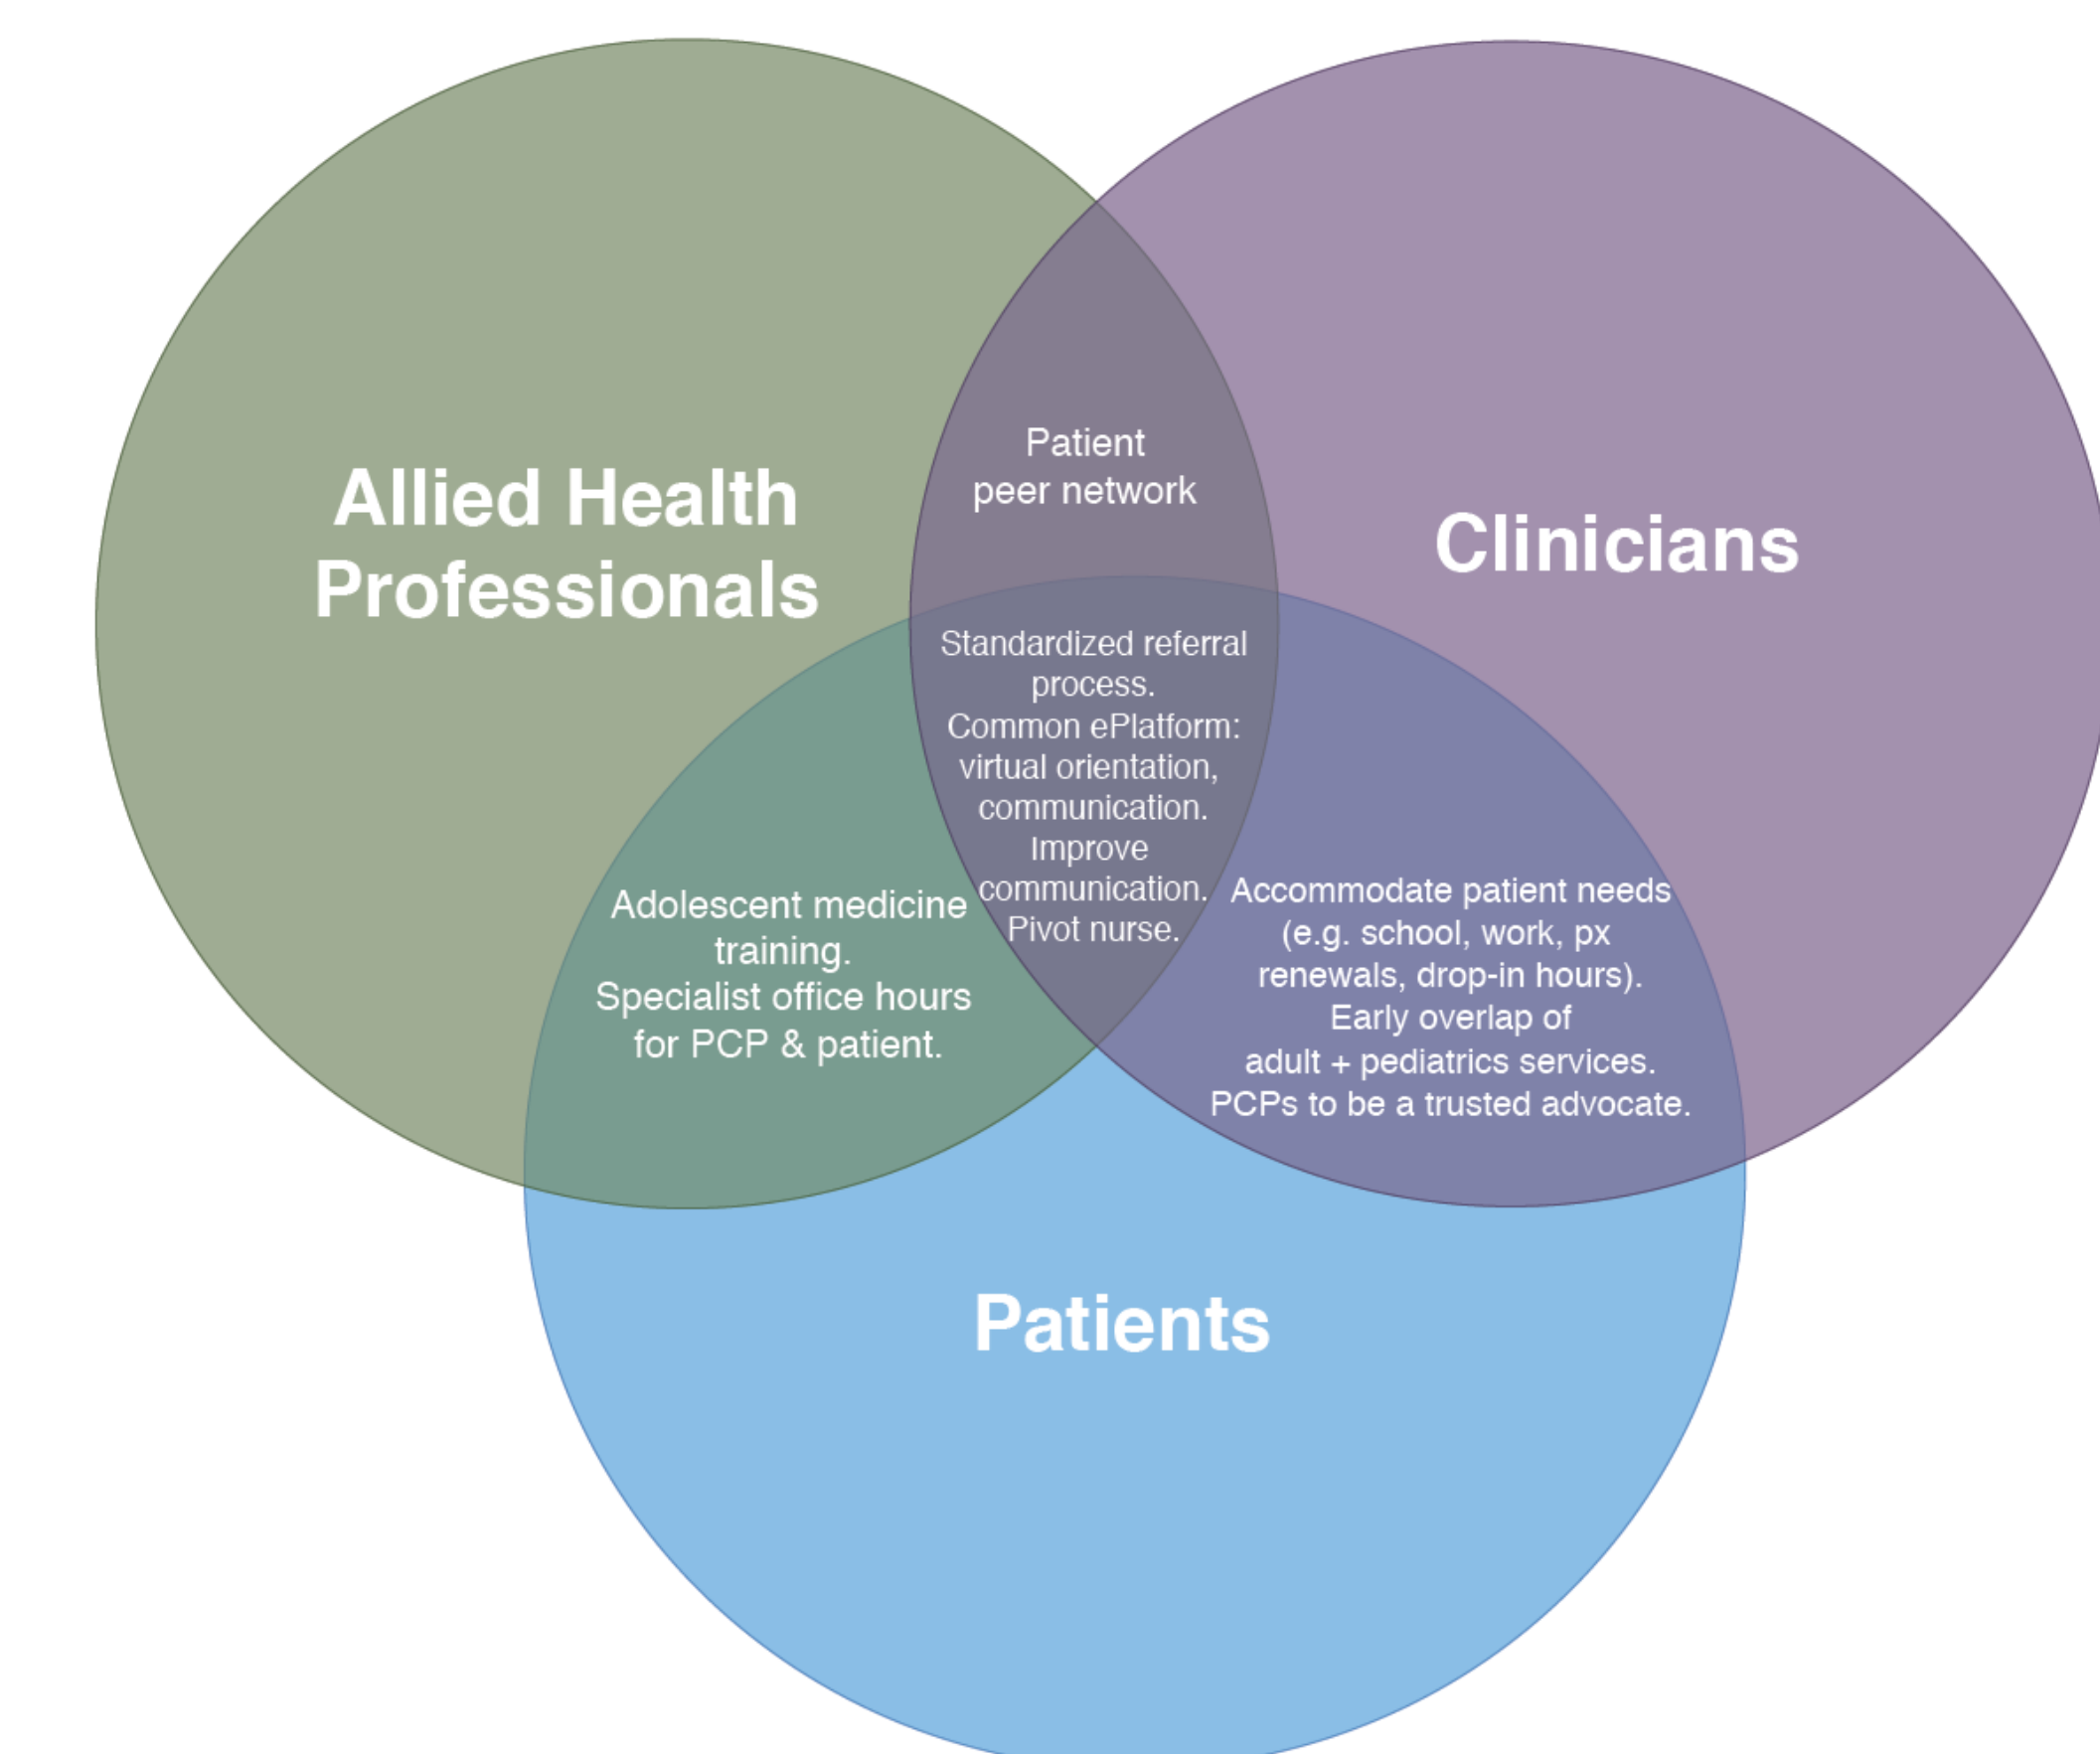 Allied Health
Professionals
Clinicians
Patient
peer network
Standardized referral
process.
Common ePlatform:
virtual orientation,
communication.
Improve
communication.
Pivot nurse.
Adolescent medicine
training.
Specialist office hours
for PCP & patient.
Accommodate patient needs
(e.g. school, work, px
renewals, drop-in hours).
Early overlap of
adult + pediatrics services.
PCPs to be a trusted advocate.
Patients